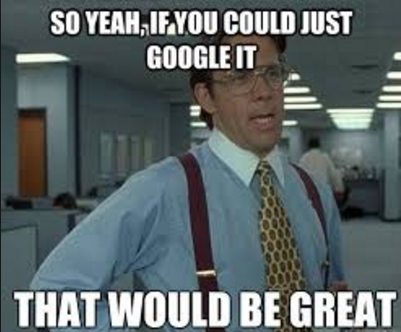 SO YEAH, IF YOU COULD JUST
GOOGLE IT
THAT WOULD BE GREAT